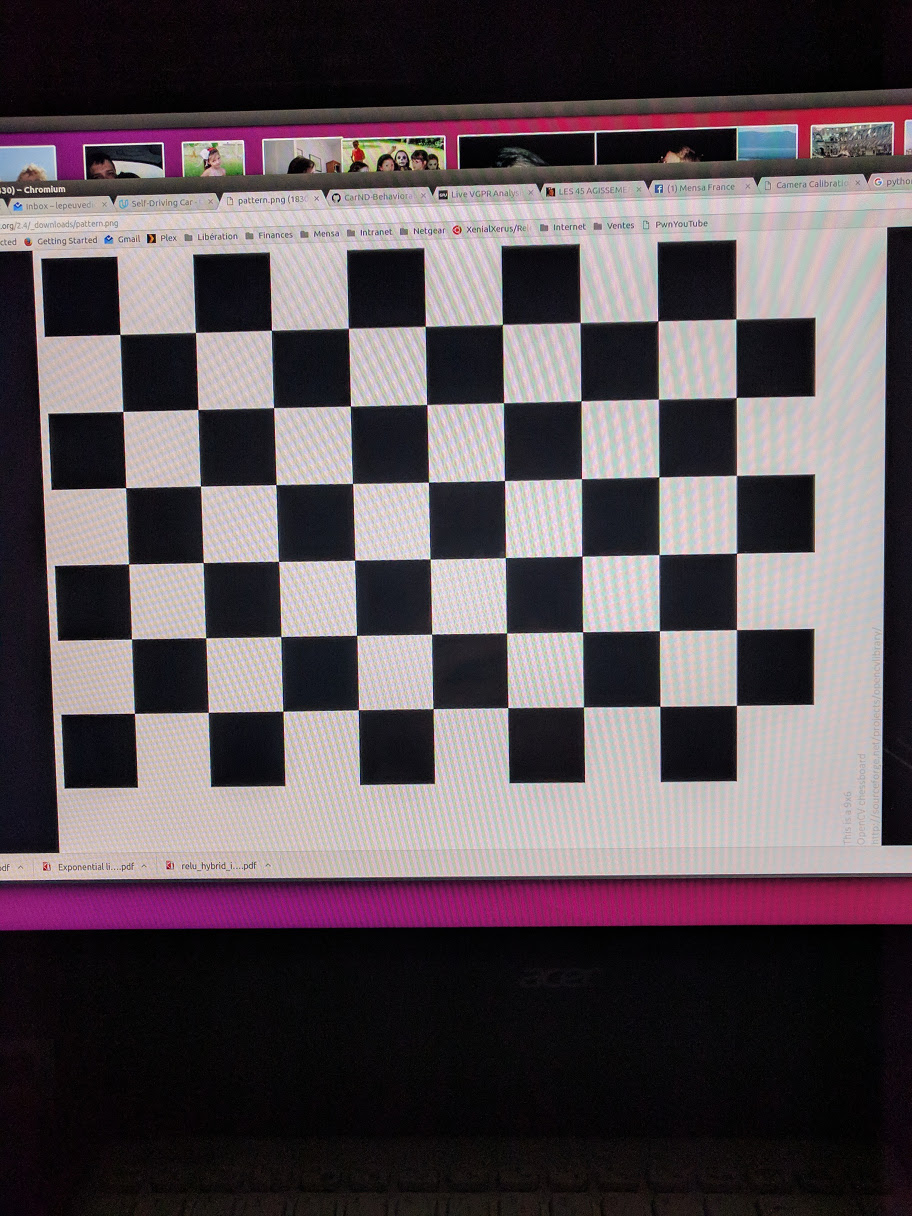 30) – Chromium
Inbox – lepeuved Self-Driving Car pattern.png (183 CarND-Behavior Live VGPR Analys LES 45 AGISSEME (1) Mensa France Camera Calibratio python
.org/2.4/_downloads/pattern.png
cted Getting Started Gmail Plex Libération Finances Mensa Intranet Netgear XenialXerus/Rel Internet Ventes PwnYouTube
This is a 9x6
OpenCV chessboard
http://sourceforge.net/projects/opencvlibrary/
pdf Exponential li....pdf relu_hybrid_i....pdf
acer